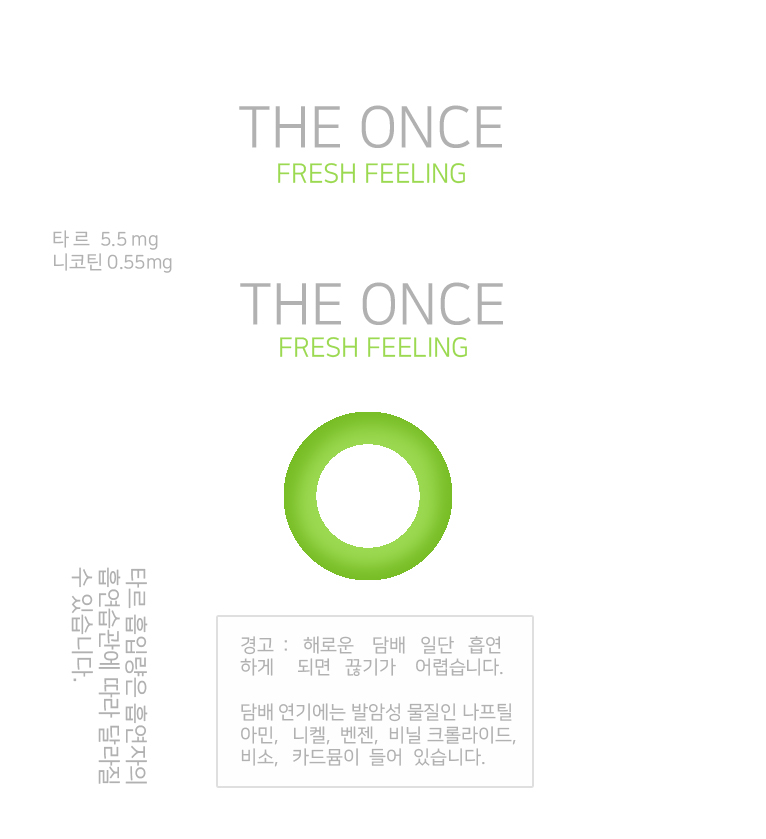 THE ONCE
FRESH FEELING
타 르 5.5 mg
니코틴 0.55mg
THE ONCE
FRESH FEELING
타르 흡입량은 흡연자의
흡연습관에 따라 달라질
수 있습니다.
경고 : 해로운 담배 일단 흡연
하게 되면 끊기가 어렵습니다.
담배 연기에는 발암성 물질인 나프틸
아민, 니켈, 벤젠, 비닐 크롤라이드,
비소, 카드뮴이 들어 있습니다.